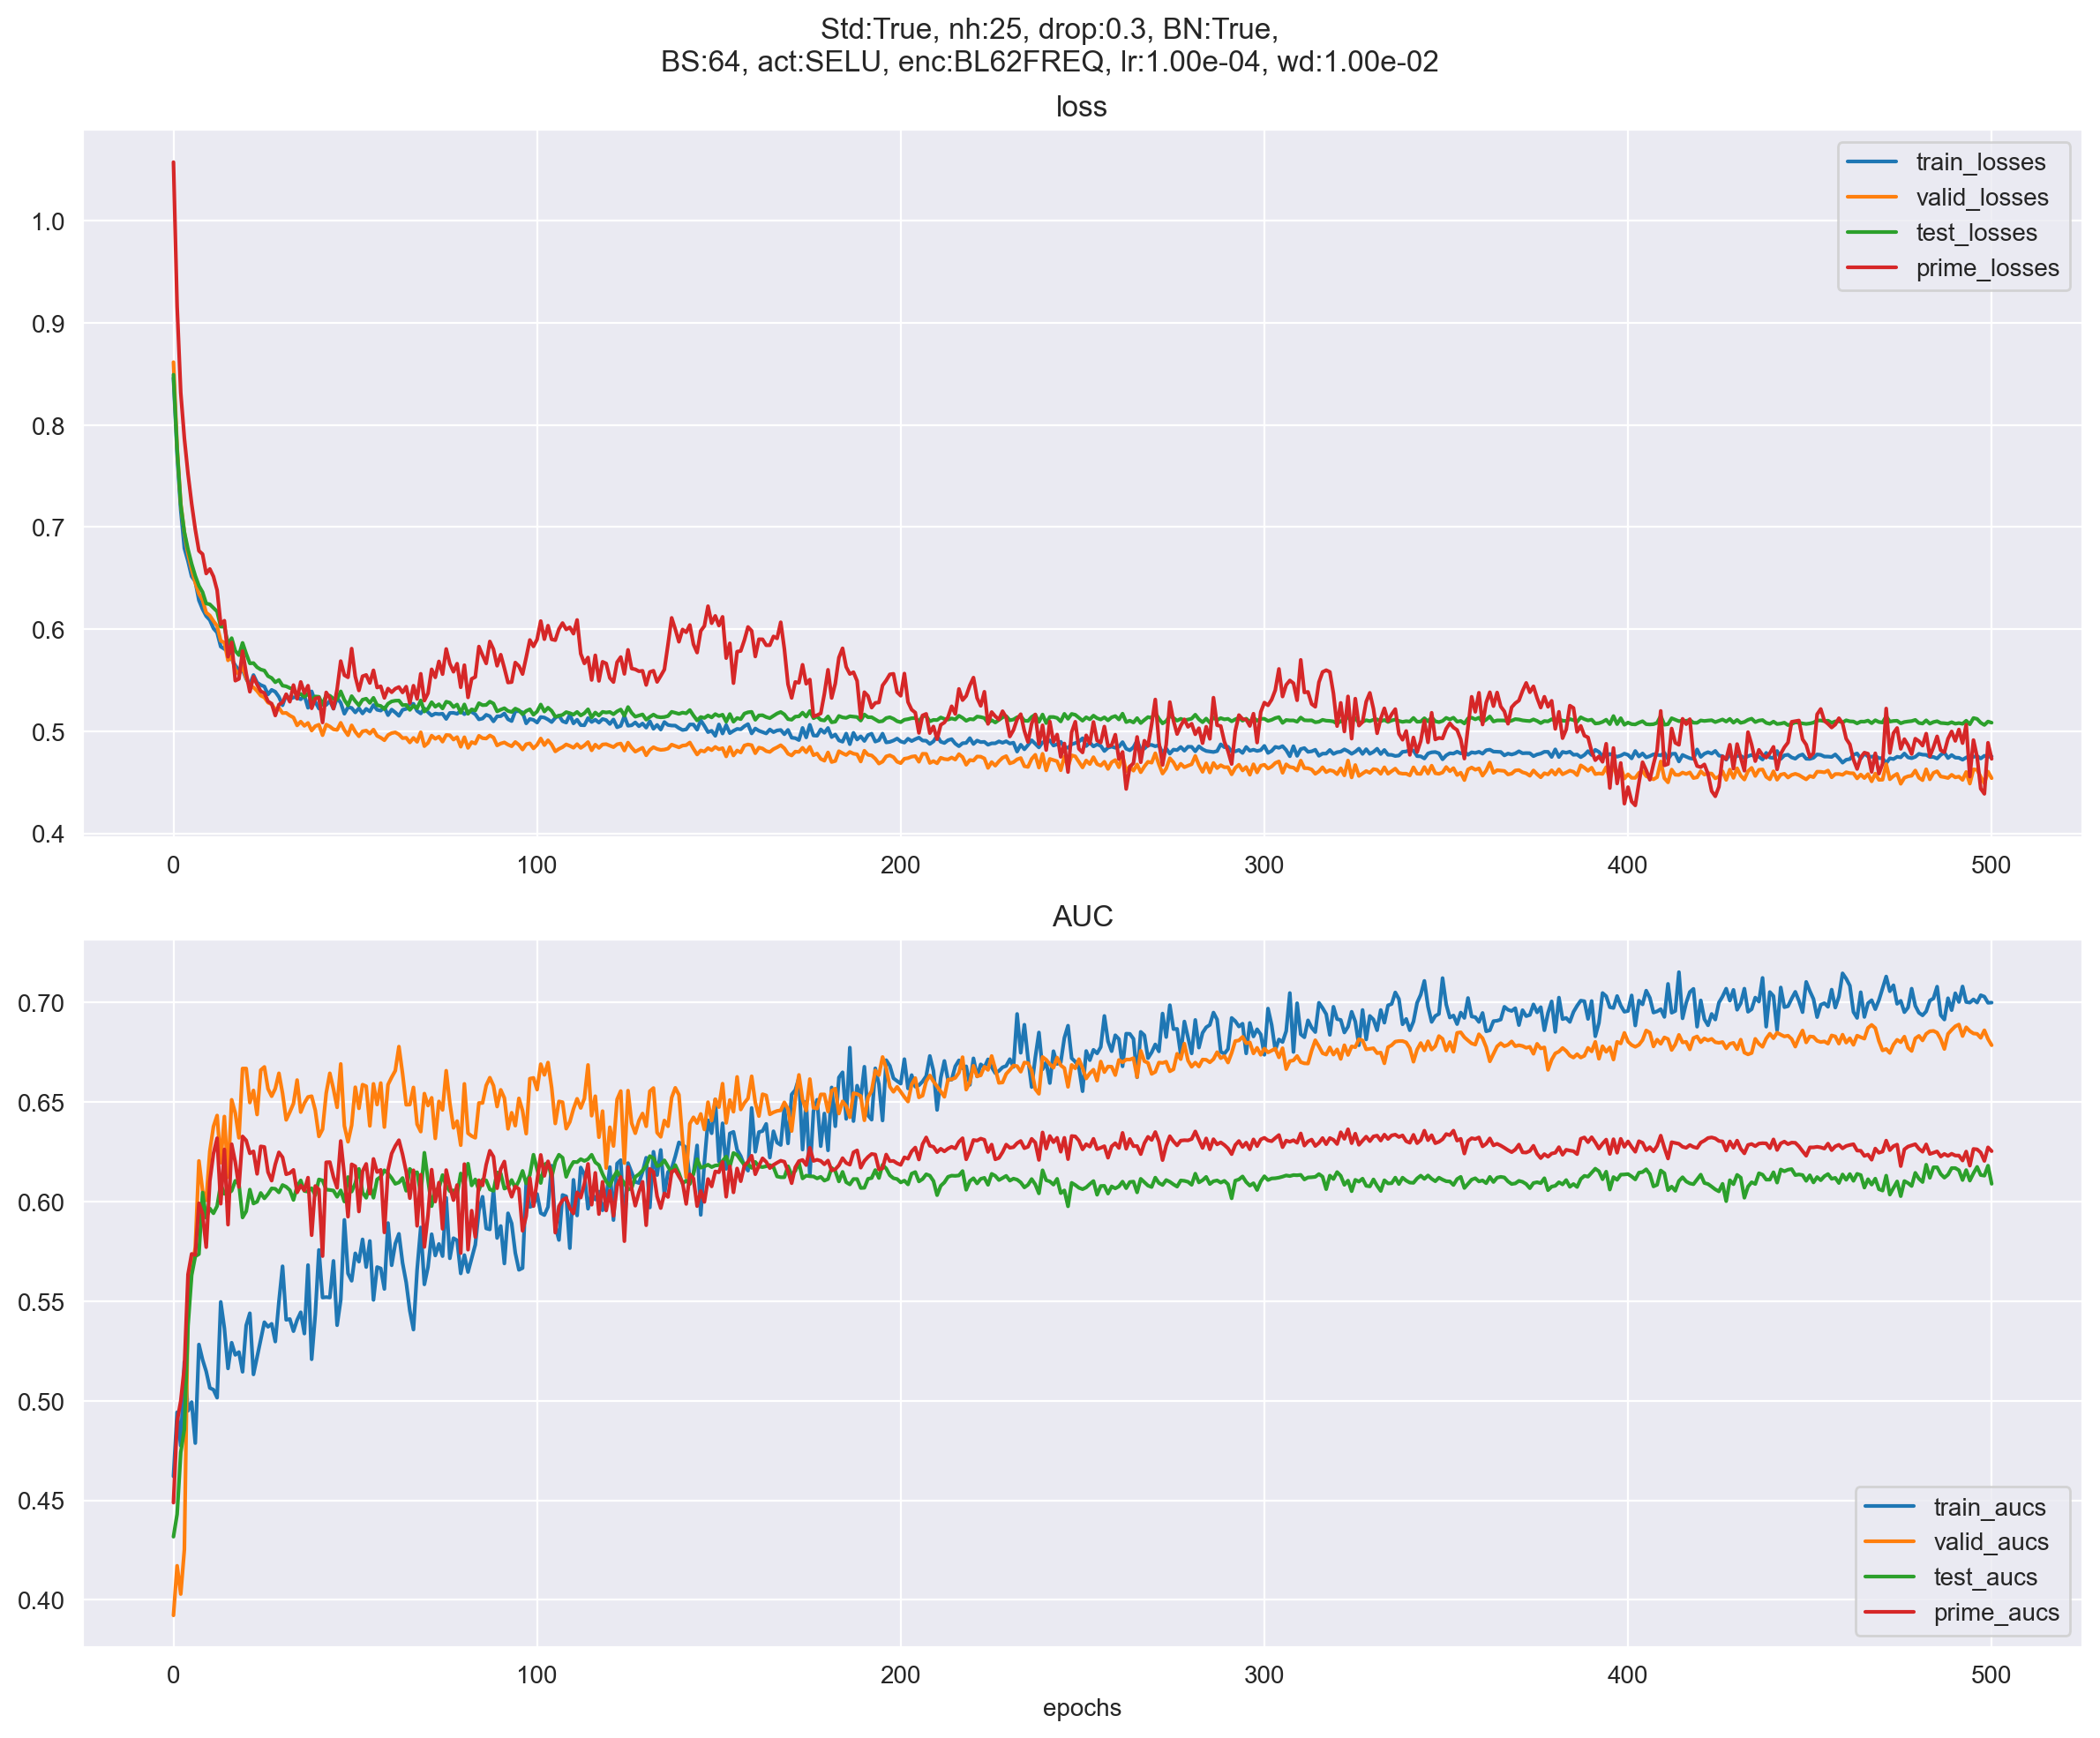 Std:True, nh:25, drop:0.3, BN:True,
BS:64, act:SELU, enc:BL62FREQ, lr:1.00e-04, wd:1.00e-02
loss
train_losses
valid_losses
test_losses
prime_losses
1.0
0.9
0.8
0.7
0.6
0.5
0.4
0 100 200 300 400 500
AUC
0.70
0.65
0.60
0.55
0.50
0.45
0.40
train_aucs
valid_aucs
test_aucs
prime_aucs
0 100 200 300 400 500
epochs